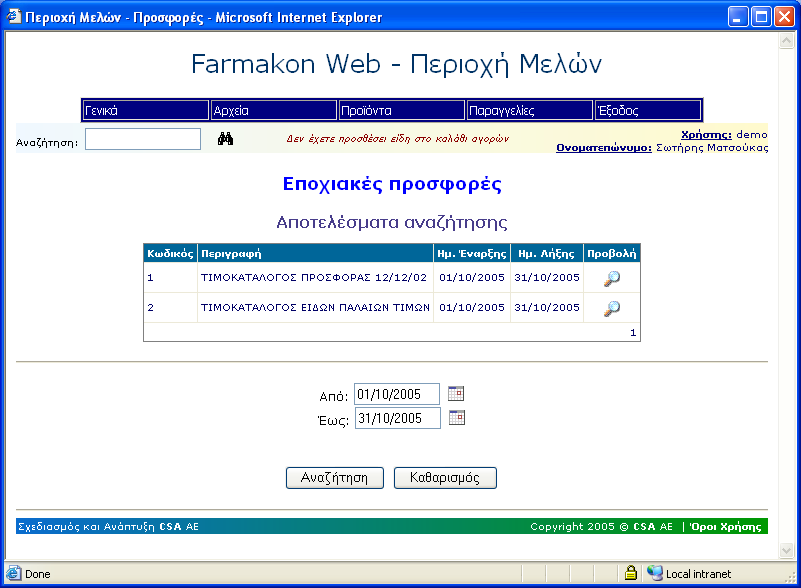 Περιοχή Μελών - Προσφορές - Microsoft Internet Explorer
Farmakon Web - Περιοχή Μελών
Γενικά Αρχεία Προϊόντα Παραγγελίες Έξοδος
Αναζήτηση: Δεν έχετε προσθέσει είδη στο καλάθι αγορών
Χρήστης: demo
Ονοματεπώνυμο: Σωτήρης Ματσούκας
Εποχιακές προσφορές
Αποτελέσματα αναζήτησης
Κωδικός Περιγραφή Ημ. Έναρξης Ημ. Λήξης Προβολή
1 ΤΙΜΟΚΑΤΑΛΟΓΟΣ ΠΡΟΣΦΟΡΑΣ 12/12/02 01/10/2005 31/10/2005
2 ΤΙΜΟΚΑΤΑΛΟΓΟΣ ΕΙΔΩΝ ΠΑΛΑΙΩΝ ΤΙΜΩΝ 01/10/2005 31/10/2005
1
Από: 01/10/2005
Έως: 31/10/2005
Αναζήτηση Καθαρισμός
Σχεδιασμός και Ανάπτυξη CSA ΑΕ Copyright 2005 © CSA ΑΕ | Όροι Χρήσης
Done Local intranet